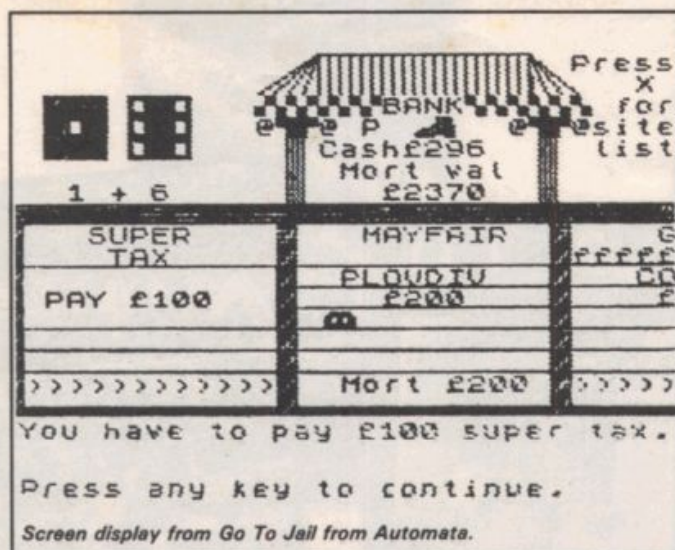 Press
X
BANK for
@ @ P @ @site
Cash£296 list
Mort val
1 + 6 £2370
SUPER MAYFAIR G
TAX £££££
PLOVDIV CO
PAY £100 £200 £
>>>>>>>>>>>> Mort £200 >>>>>
You have to pay £100 super tax.
Press any key to continue.
Screen display from Go To Jail from Automata.